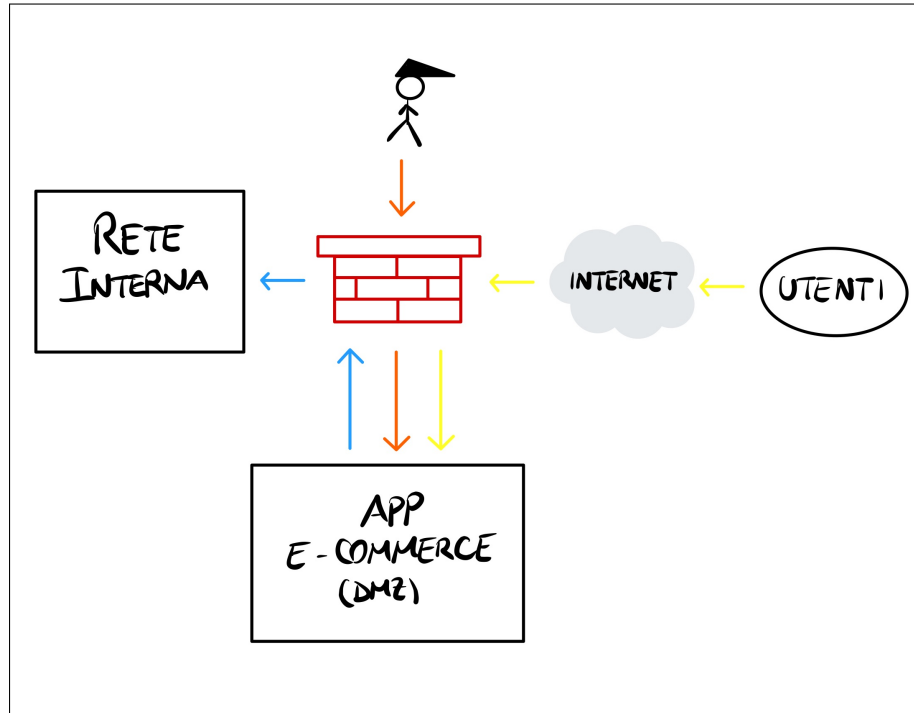 RETE
INTERNA
INTERNET
UTENTI
APP
E-COMMERCE
(DMZ)